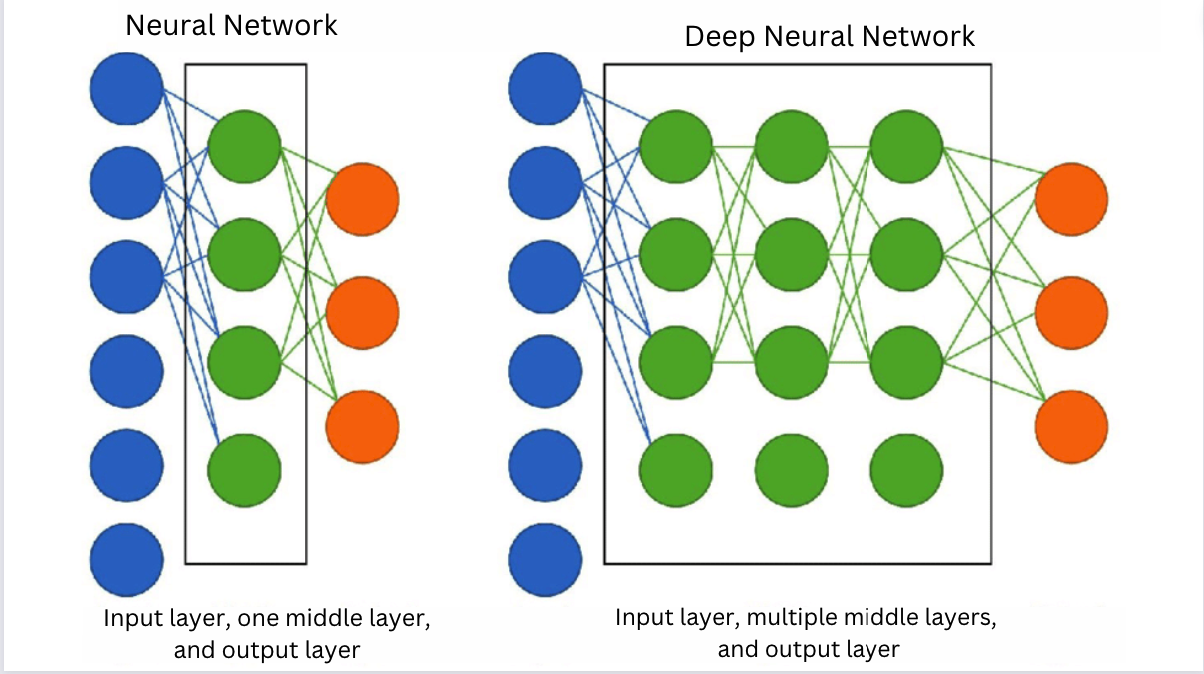 Neural Network
Deep Neural Network
Input layer, one middle layer,
and output layer
Input layer, multiple middle layers,
and output layer